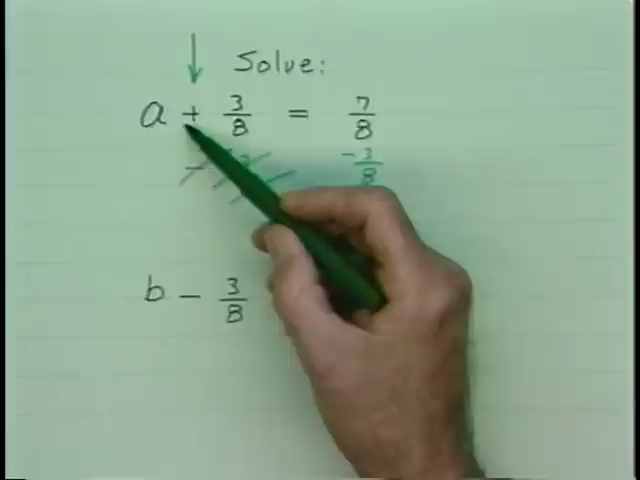 Solve:
a + 3/8 = 7/8
- 3/8
b - 3/8